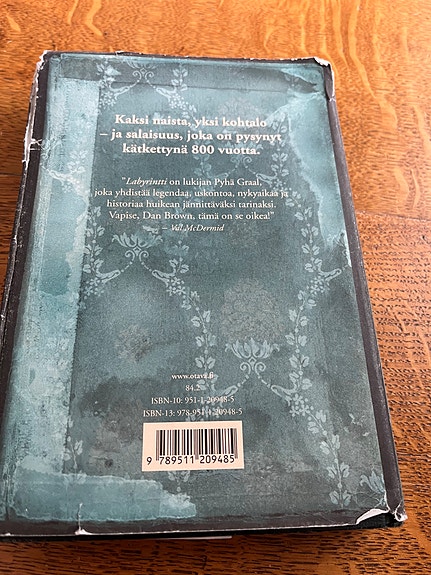 Kaksi naista, yksi kohtalo
– ja salaisuus, joka on pysynyt
kätkettynä 800 vuotta.
"Labyrintti on lukijan Pyhä Graal,
joka yhdistää legendaa, uskontoa, nykyaikaa ja
historiaa huikean jännittäväksi tarinaksi.
Vapise, Dan Brown, tämä on se oikea!"
– Val McDermid
www.otava.fi
84.2
ISBN-10: 951-1-20948-5
ISBN-13: 978-951-1-20948-5
9 789511 209485